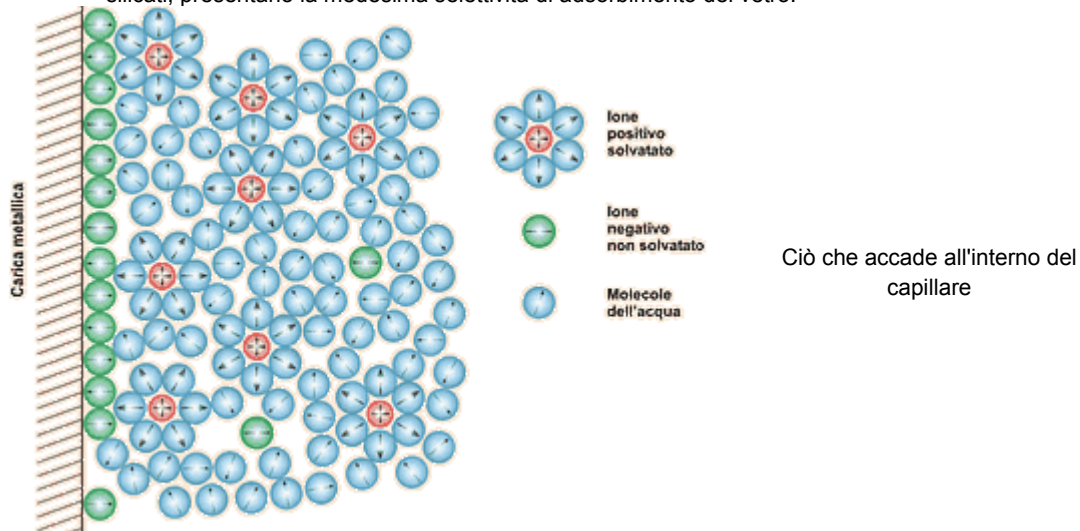 silicati, presentano la medesima selettività di adsorbimento del vetro.
Carica metallica
Ione
positivo
solvatato
Ione
negativo
non solvatato
Molecole
dell'acqua
Ciò che accade all'interno del
capillare